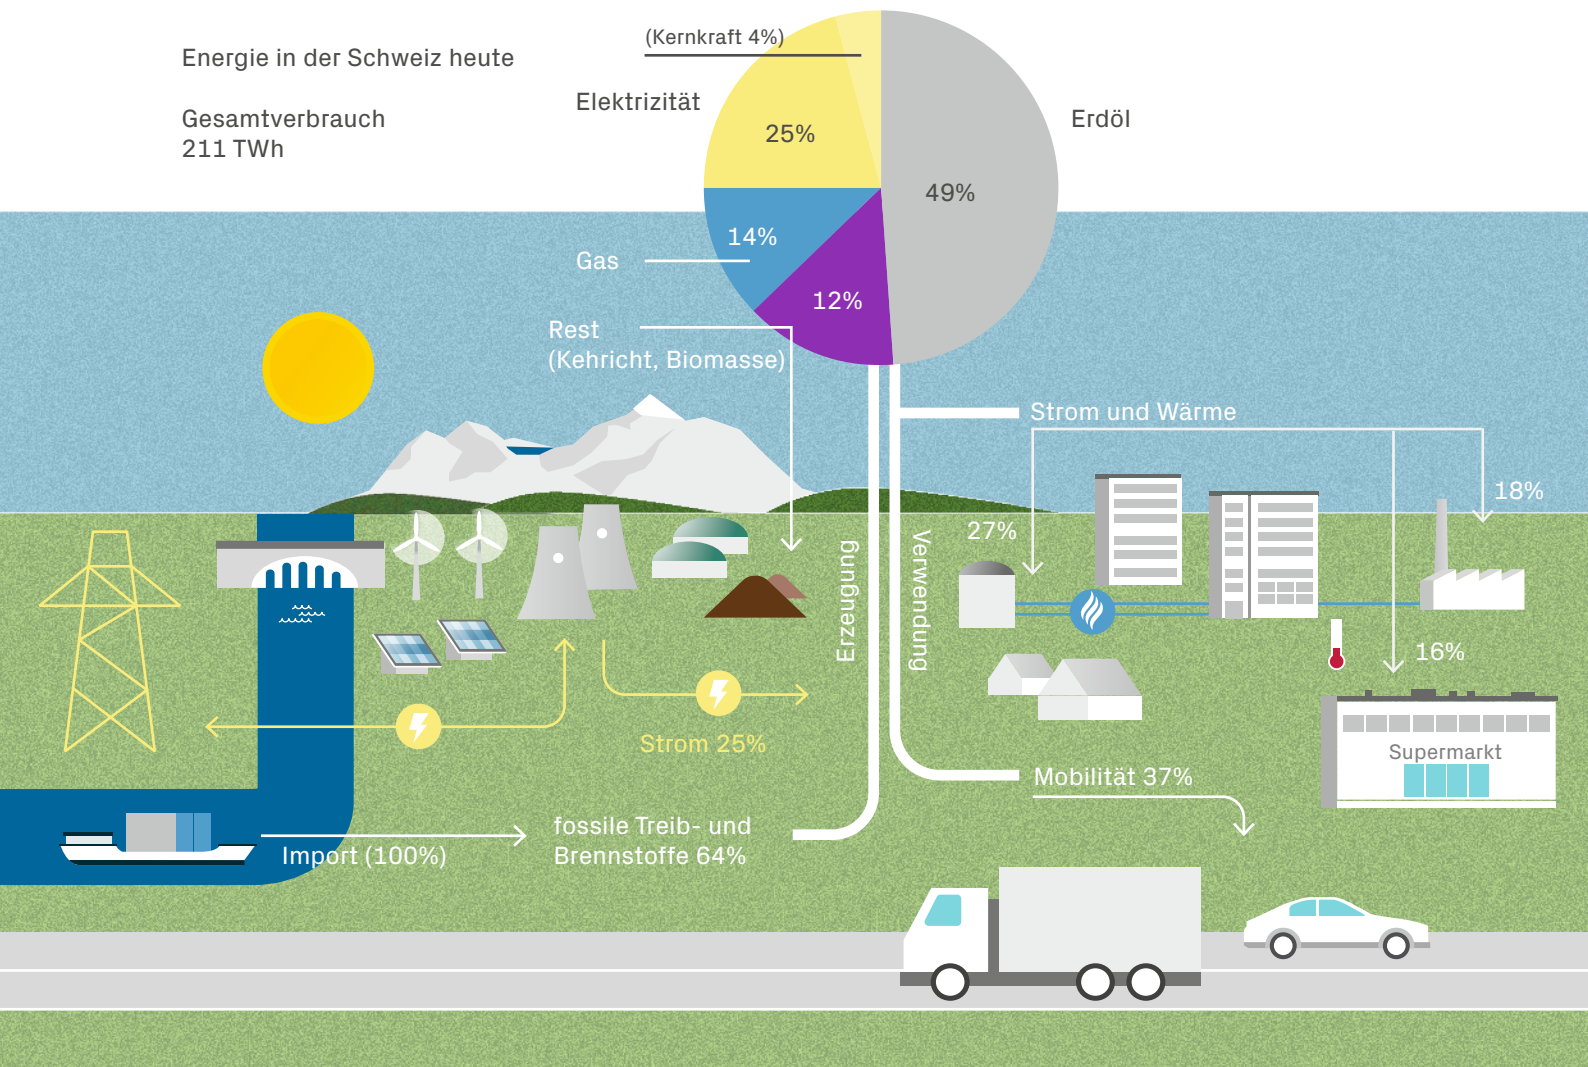 Energie in der Schweiz heute
Gesamtverbrauch
211 TWh
(Kernkraft 4%)
Elektrizität
25%
Erdöl
49%
14%
Gas
12%
Rest
(Kehricht, Biomasse)
Strom und Wärme
18%
27%
16%
Erzeugung
Verwendung
Strom 25%
Supermarkt
Mobilität 37%
fossile Treib- und
Brennstoffe 64%
Import (100%)